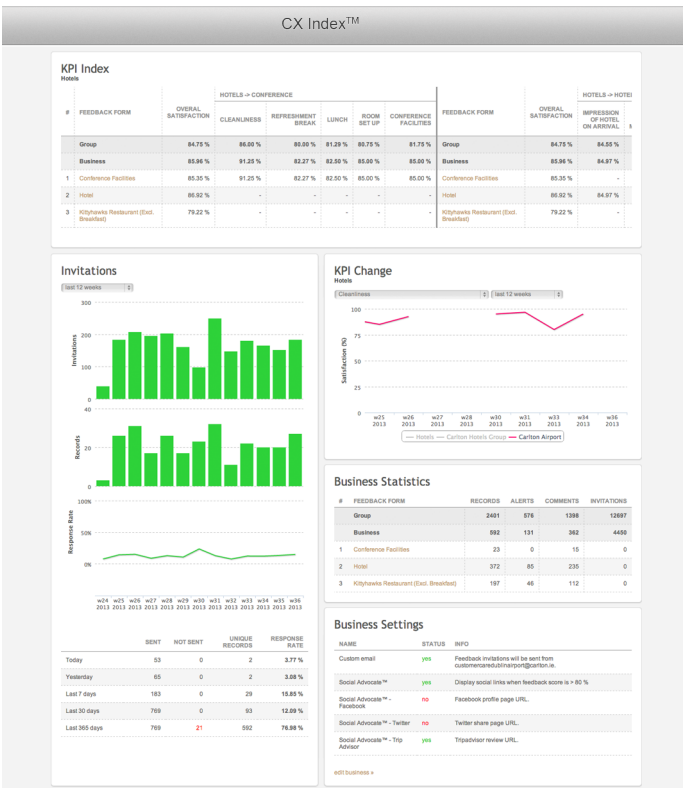 CX Index™
KPI Index
Hotels
HOTELS -> CONFERENCE HOTELS -> HOTEL
# FEEDBACK FORM OVERAL SATISFACTION CLEANLINESS REFRESHMENT BREAK LUNCH ROOM SET UP CONFERENCE FACILITIES FEEDBACK FORM OVERAL SATISFACTION IMPRESSION OF HOTEL ON ARRIVAL
Group 84.75 % 86.00 % 80.00 % 81.29 % 80.75 % 81.75 % Group 84.75 % 84.55 %
Business 85.96 % 91.25 % 82.27 % 82.50 % 85.00 % 85.00 % Business 85.96 % 84.97 %
1 Conference Facilities 85.35 % 91.25 % 82.27 % 82.50 % 85.00 % 85.00 % Conference Facilities 85.35 % -
2 Hotel 86.92 % - - - - - Hotel 86.92 % 84.97 %
3 Kittyhawks Restaurant (Excl. Breakfast) 79.22 % - - - - - Kittyhawks Restaurant (Excl. Breakfast) 79.22 % -
Invitations
last 12 weeks
300
200
100
0
Invitations
40
20
0
Records
100%
50%
0%
Response Rate
w24 w25 w26 w27 w28 w29 w30 w31 w32 w33 w34 w35 w36
2013 2013 2013 2013 2013 2013 2013 2013 2013 2013 2013 2013 2013
SENT NOT SENT UNIQUE RECORDS RESPONSE RATE
Today 53 0 2 3.77 %
Yesterday 65 0 2 3.08 %
Last 7 days 183 0 29 15.85 %
Last 30 days 769 0 93 12.09 %
Last 365 days 769 21 592 76.98 %
KPI Change
Hotels
Cleanliness last 12 weeks
100
75
50
25
0
Satisfaction (%)
w25 w26 w27 w28 w30 w31 w33 w34 w36
2013 2013 2013 2013 2013 2013 2013 2013 2013
Hotels Carlton Hotels Group Carlton Airport
Business Statistics
# FEEDBACK FORM RECORDS ALERTS COMMENTS INVITATIONS
Group 2401 576 1398 12697
Business 592 131 362 4450
1 Conference Facilities 23 0 15 0
2 Hotel 372 85 235 0
3 Kittyhawks Restaurant (Excl. Breakfast) 197 46 112 0
Business Settings
NAME STATUS INFO
Custom email yes Feedback invitations will be sent from
customercaredublinairport@carlton.ie.
Social Advocate™ yes Display social links when feedback score is > 80 %
Social Advocate™ - Facebook no Facebook profile page URL.
Social Advocate™ - Twitter no Twitter share page URL.
Social Advocate™ - Trip Advisor yes Tripadvisor review URL.
edit business »